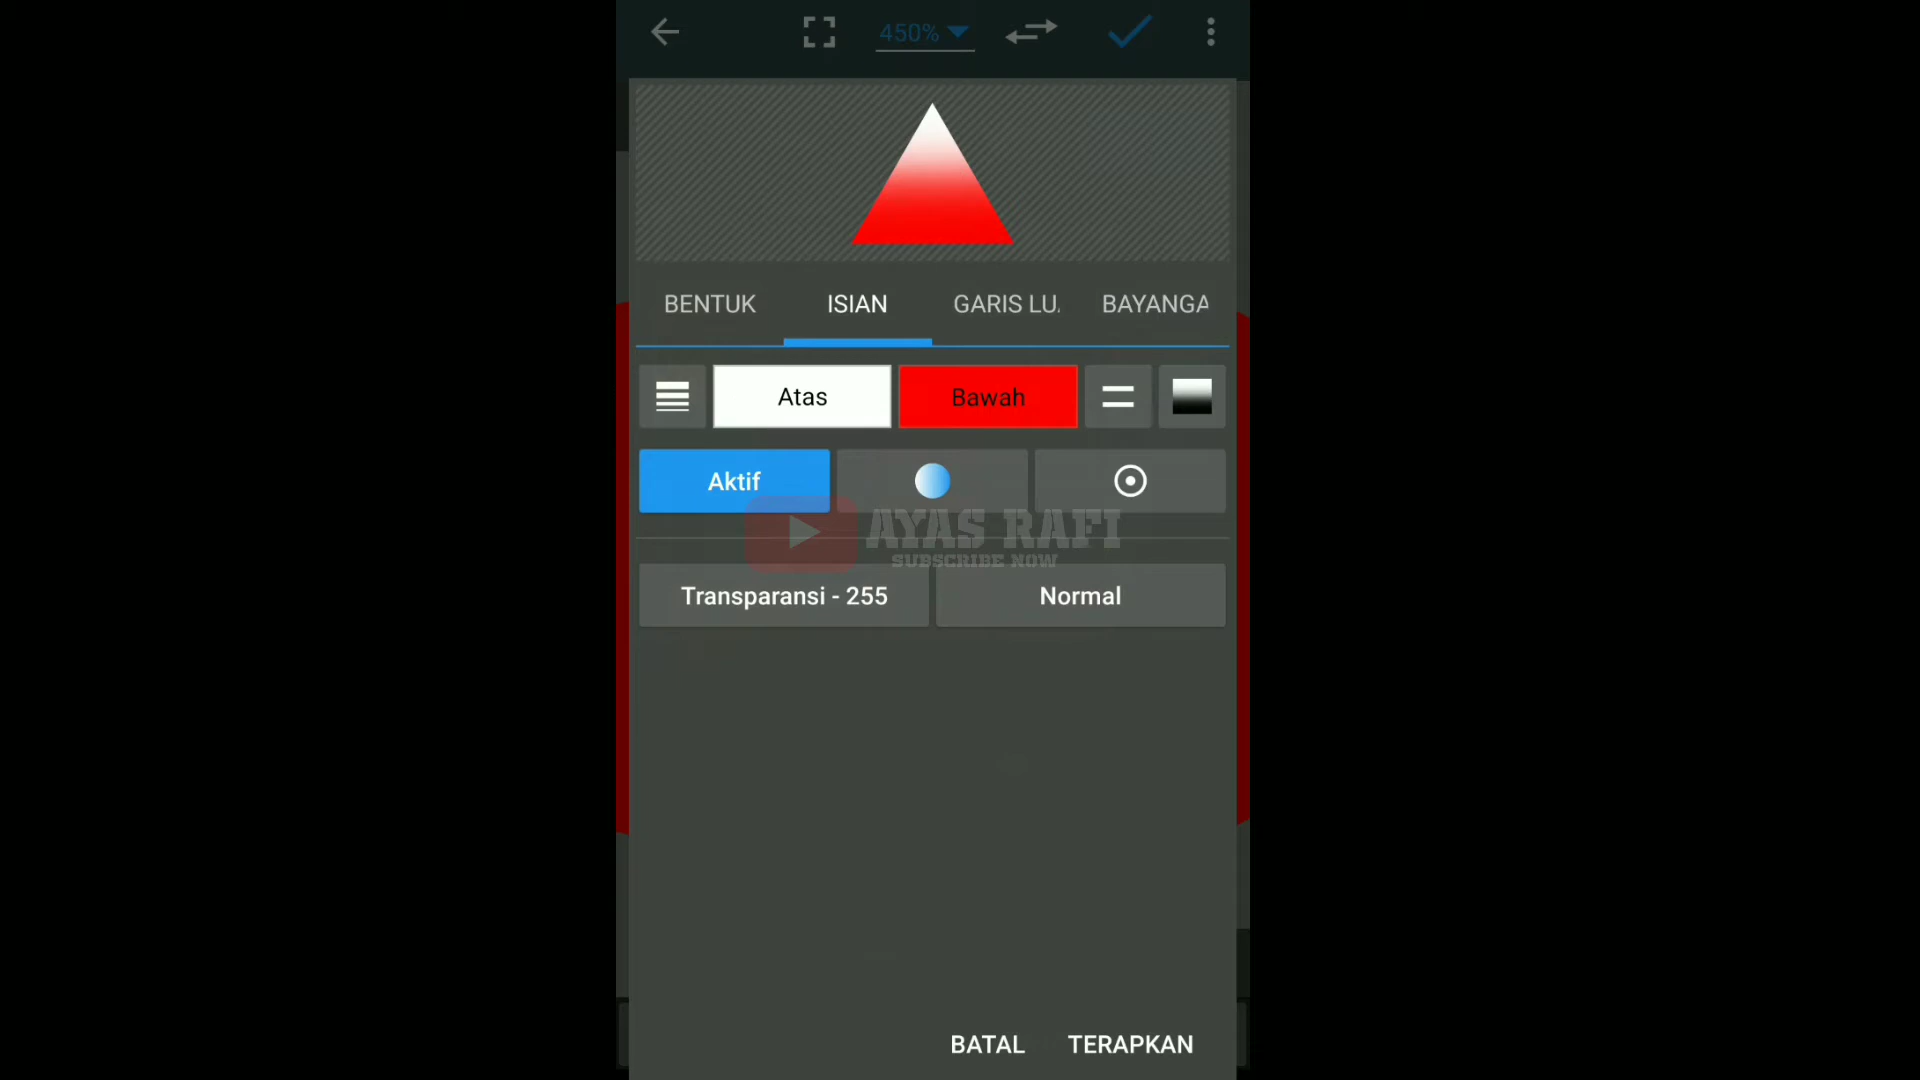 450%
BENTUK ISIAN GARIS LU. BAYANGA
Atas Bawah
Aktif
AYAS RAFI
SUBSCRIBE NOW
Transparansi - 255 Normal
BATAL TERAPKAN